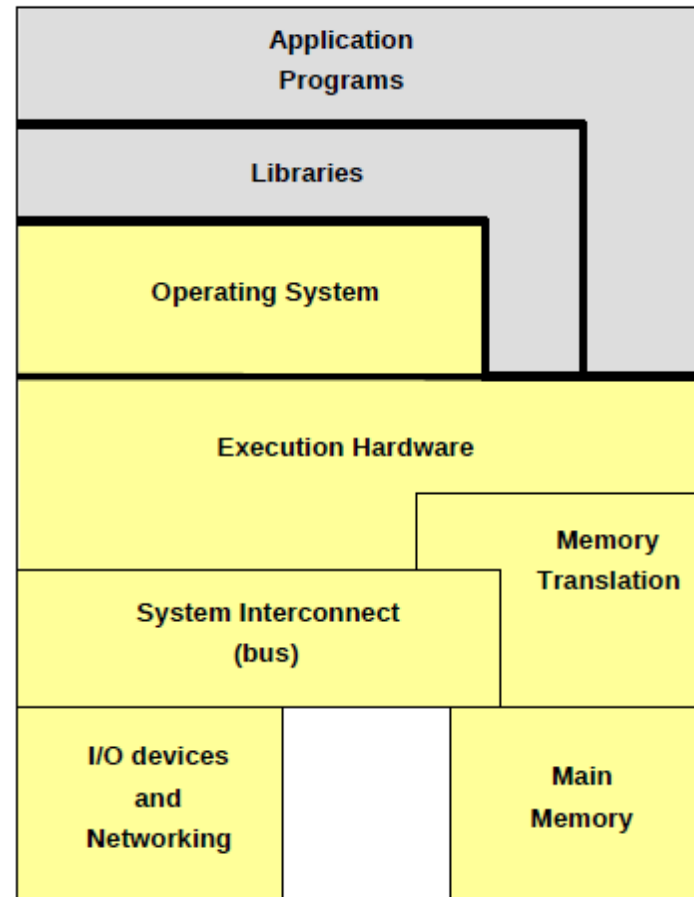 Application
Programs
Libraries
Operating System
Execution Hardware
Memory
Translation
System Interconnect
(bus)
I/O devices
and
Networking
Main
Memory